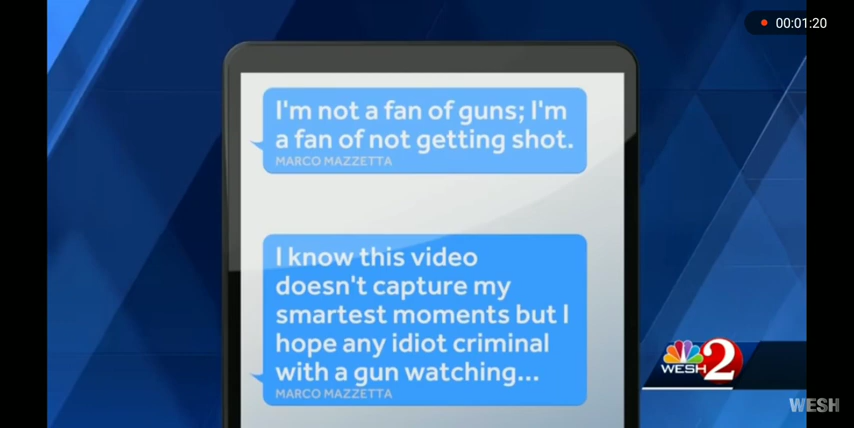 00:01:20
I'm not a fan of guns; I'm
a fan of not getting shot.
MARCO MAZZETTA
I know this video
doesn't capture my
smartest moments but I
hope any idiot criminal
with a gun watching...
MARCO MAZZETTA
WESH 2
WESH